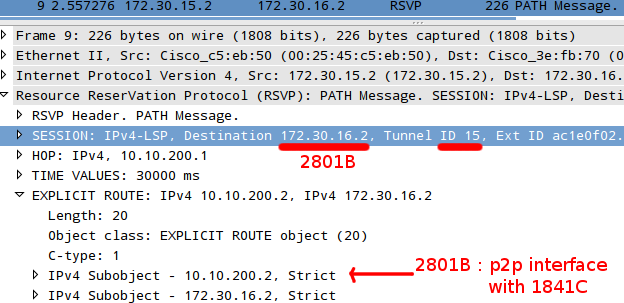 9 2.557276 172.30.15.2 172.30.16.2 RSVP 226 PATH Message.
Frame 9: 226 bytes on wire (1808 bits), 226 bytes captured (1808 bits)
Ethernet II, Src: Cisco_c5:eb:50 (00:25:45:c5:eb:50), Dst: Cisco_3e:fb:70 (0
Internet Protocol Version 4, Src: 172.30.15.2 (172.30.15.2), Dst: 172.30.16.
Resource ReserVation Protocol (RSVP): PATH Message. SESSION: IPv4-LSP, Desti
RSVP Header. PATH Message.
SESSION: IPv4-LSP, Destination 172.30.16.2, Tunnel ID 15, Ext ID ac1e0f02.
2801B
HOP: IPv4, 10.10.200.1
TIME VALUES: 30000 ms
EXPLICIT ROUTE: IPv4 10.10.200.2, IPv4 172.30.16.2
Length: 20
Object class: EXPLICIT ROUTE object (20)
C-type: 1
2801B : p2p interface
IPv4 Subobject - 10.10.200.2, Strict
with 1841C
IPv4 Subobject - 172.30.16.2, Strict